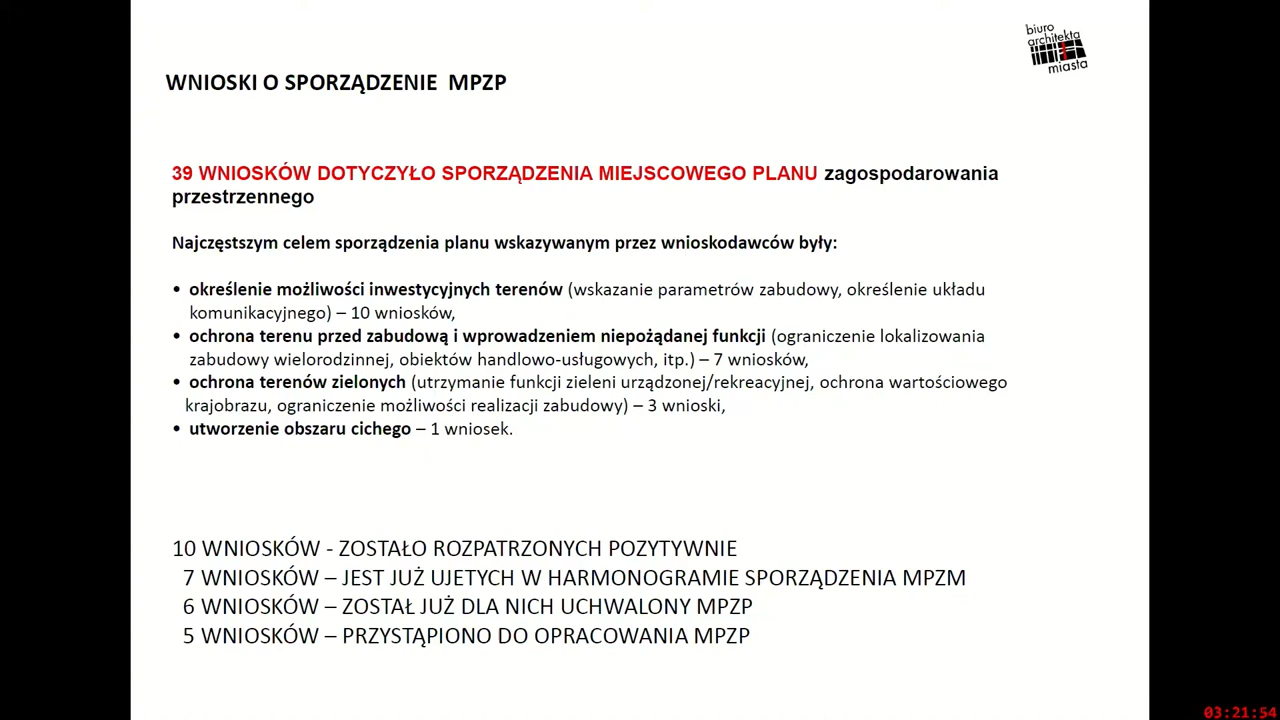 biuro
architekta
miasta
WNIOSKI O SPORZĄDZENIE MPZP
39 WNIOSKÓW DOTYCZYŁO SPORZĄDZENIA MIEJSCOWEGO PLANU zagospodarowania
przestrzennego
Najczęstszym celem sporządzenia planu wskazywanym przez wnioskodawców były:
• określenie możliwości inwestycyjnych terenów (wskazanie parametrów zabudowy, określenie układu
komunikacyjnego) – 10 wniosków,
• ochrona terenu przed zabudową i wprowadzeniem niepożądanej funkcji (ograniczenie lokalizowania
zabudowy wielorodzinnej, obiektów handlowo-usługowych, itp.) – 7 wniosków,
• ochrona terenów zielonych (utrzymanie funkcji zieleni urządzonej/rekreacyjnej, ochrona wartościowego
krajobrazu, ograniczenie możliwości realizacji zabudowy) – 3 wnioski,
• utworzenie obszaru cichego – 1 wniosek.
10 WNIOSKÓW - ZOSTAŁO ROZPATRZONYCH POZYTYWNIE
7 WNIOSKÓW – JEST JUŻ UJETYCH W HARMONOGRAMIE SPORZĄDZENIA MPZM
6 WNIOSKÓW – ZOSTAŁ JUŻ DLA NICH UCHWALONY MPZP
5 WNIOSKÓW – PRZYSTĄPIONO DO OPRACOWANIA MPZP
03:21:54